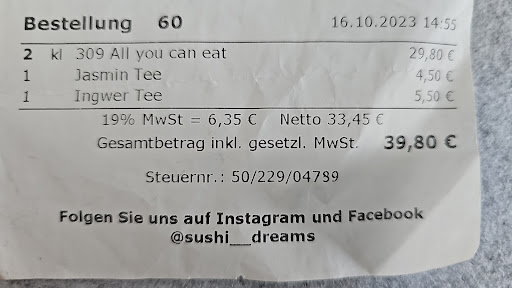 Bestellung 60 16.10.2023 14:55
2 kl 309 All you can eat 29,80 €
1 Jasmin Tee 4,50 €
1 Ingwer Tee 5,50 €
19% MwSt = 6,35 € Netto 33,45 €
Gesamtbetrag inkl. gesetzl. MwSt. 39,80 €
Steuernr.: 50/229/04789
Folgen Sie uns auf Instagram und Facebook
@sushi__dreams